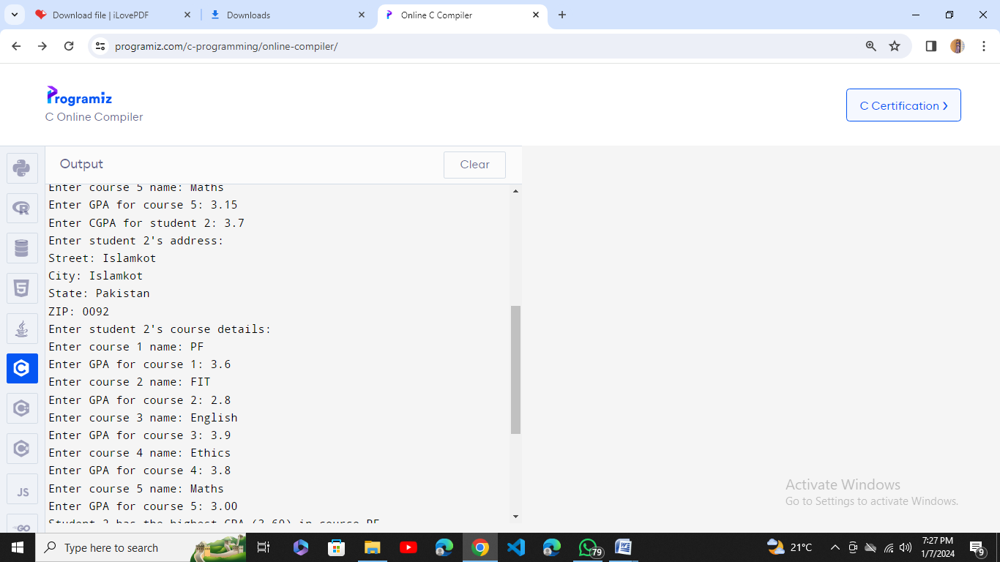 Download file | iLovePDF
Downloads
Online C Compiler
programiz.com/c-programming/online-compiler/
Programiz
C Online Compiler
C Certification
Output
Clear
Enter course 5 name: Maths
Enter GPA for course 5: 3.15
Enter CGPA for student 2: 3.7
Enter student 2's address:
Street: Islamkot
City: Islamkot
State: Pakistan
ZIP: 0092
Enter student 2's course details:
Enter course 1 name: PF
Enter GPA for course 1: 3.6
Enter course 2 name: FIT
Enter GPA for course 2: 2.8
Enter course 3 name: English
Enter GPA for course 3: 3.9
Enter course 4 name: Ethics
Enter GPA for course 4: 3.8
Enter course 5 name: Maths
Enter GPA for course 5: 3.00
Student 2 has the highest GPA (3.60) in course PF
JS
GO
Activate Windows
Go to Settings to activate Windows.
Type here to search
79
21°C
7:27 PM
1/7/2024
9